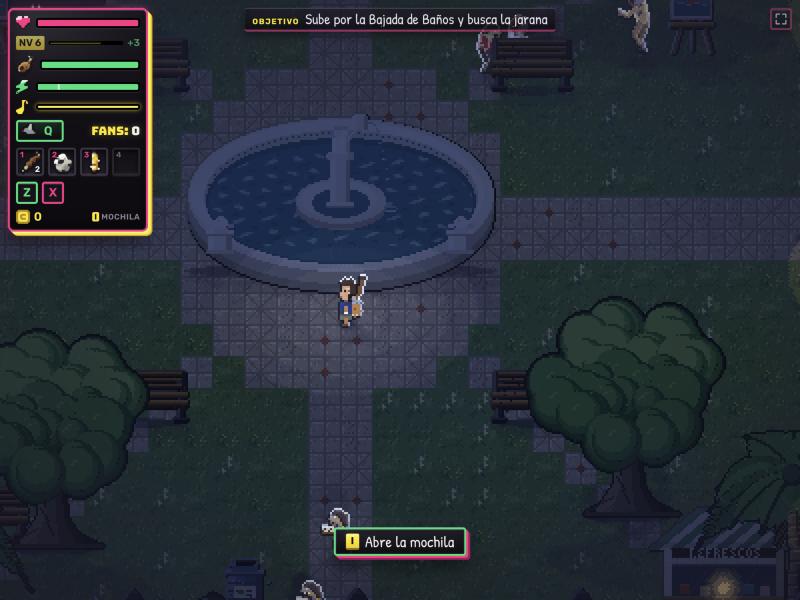 OBJETIVO Sube por la Bajada de Baños y busca la jarana
NV 6 +3
Q FANS: 0
1 2 2 3 4
Z X
C 0 I MOCHILA
I Abre la mochila
REFRESCOS